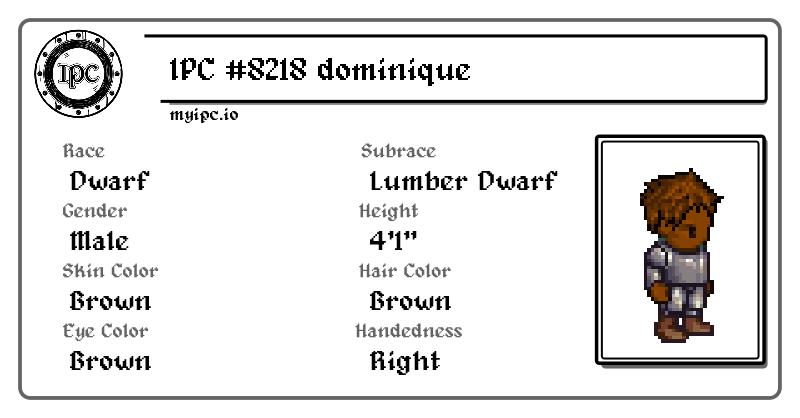 IPC
IPC #8218 dominique
myipc.io
Race
Dwarf
Subrace
Lumber Dwarf
Gender
Male
Height
4'1"
Skin Color
Brown
Hair Color
Brown
Eye Color
Brown
Handedness
Right